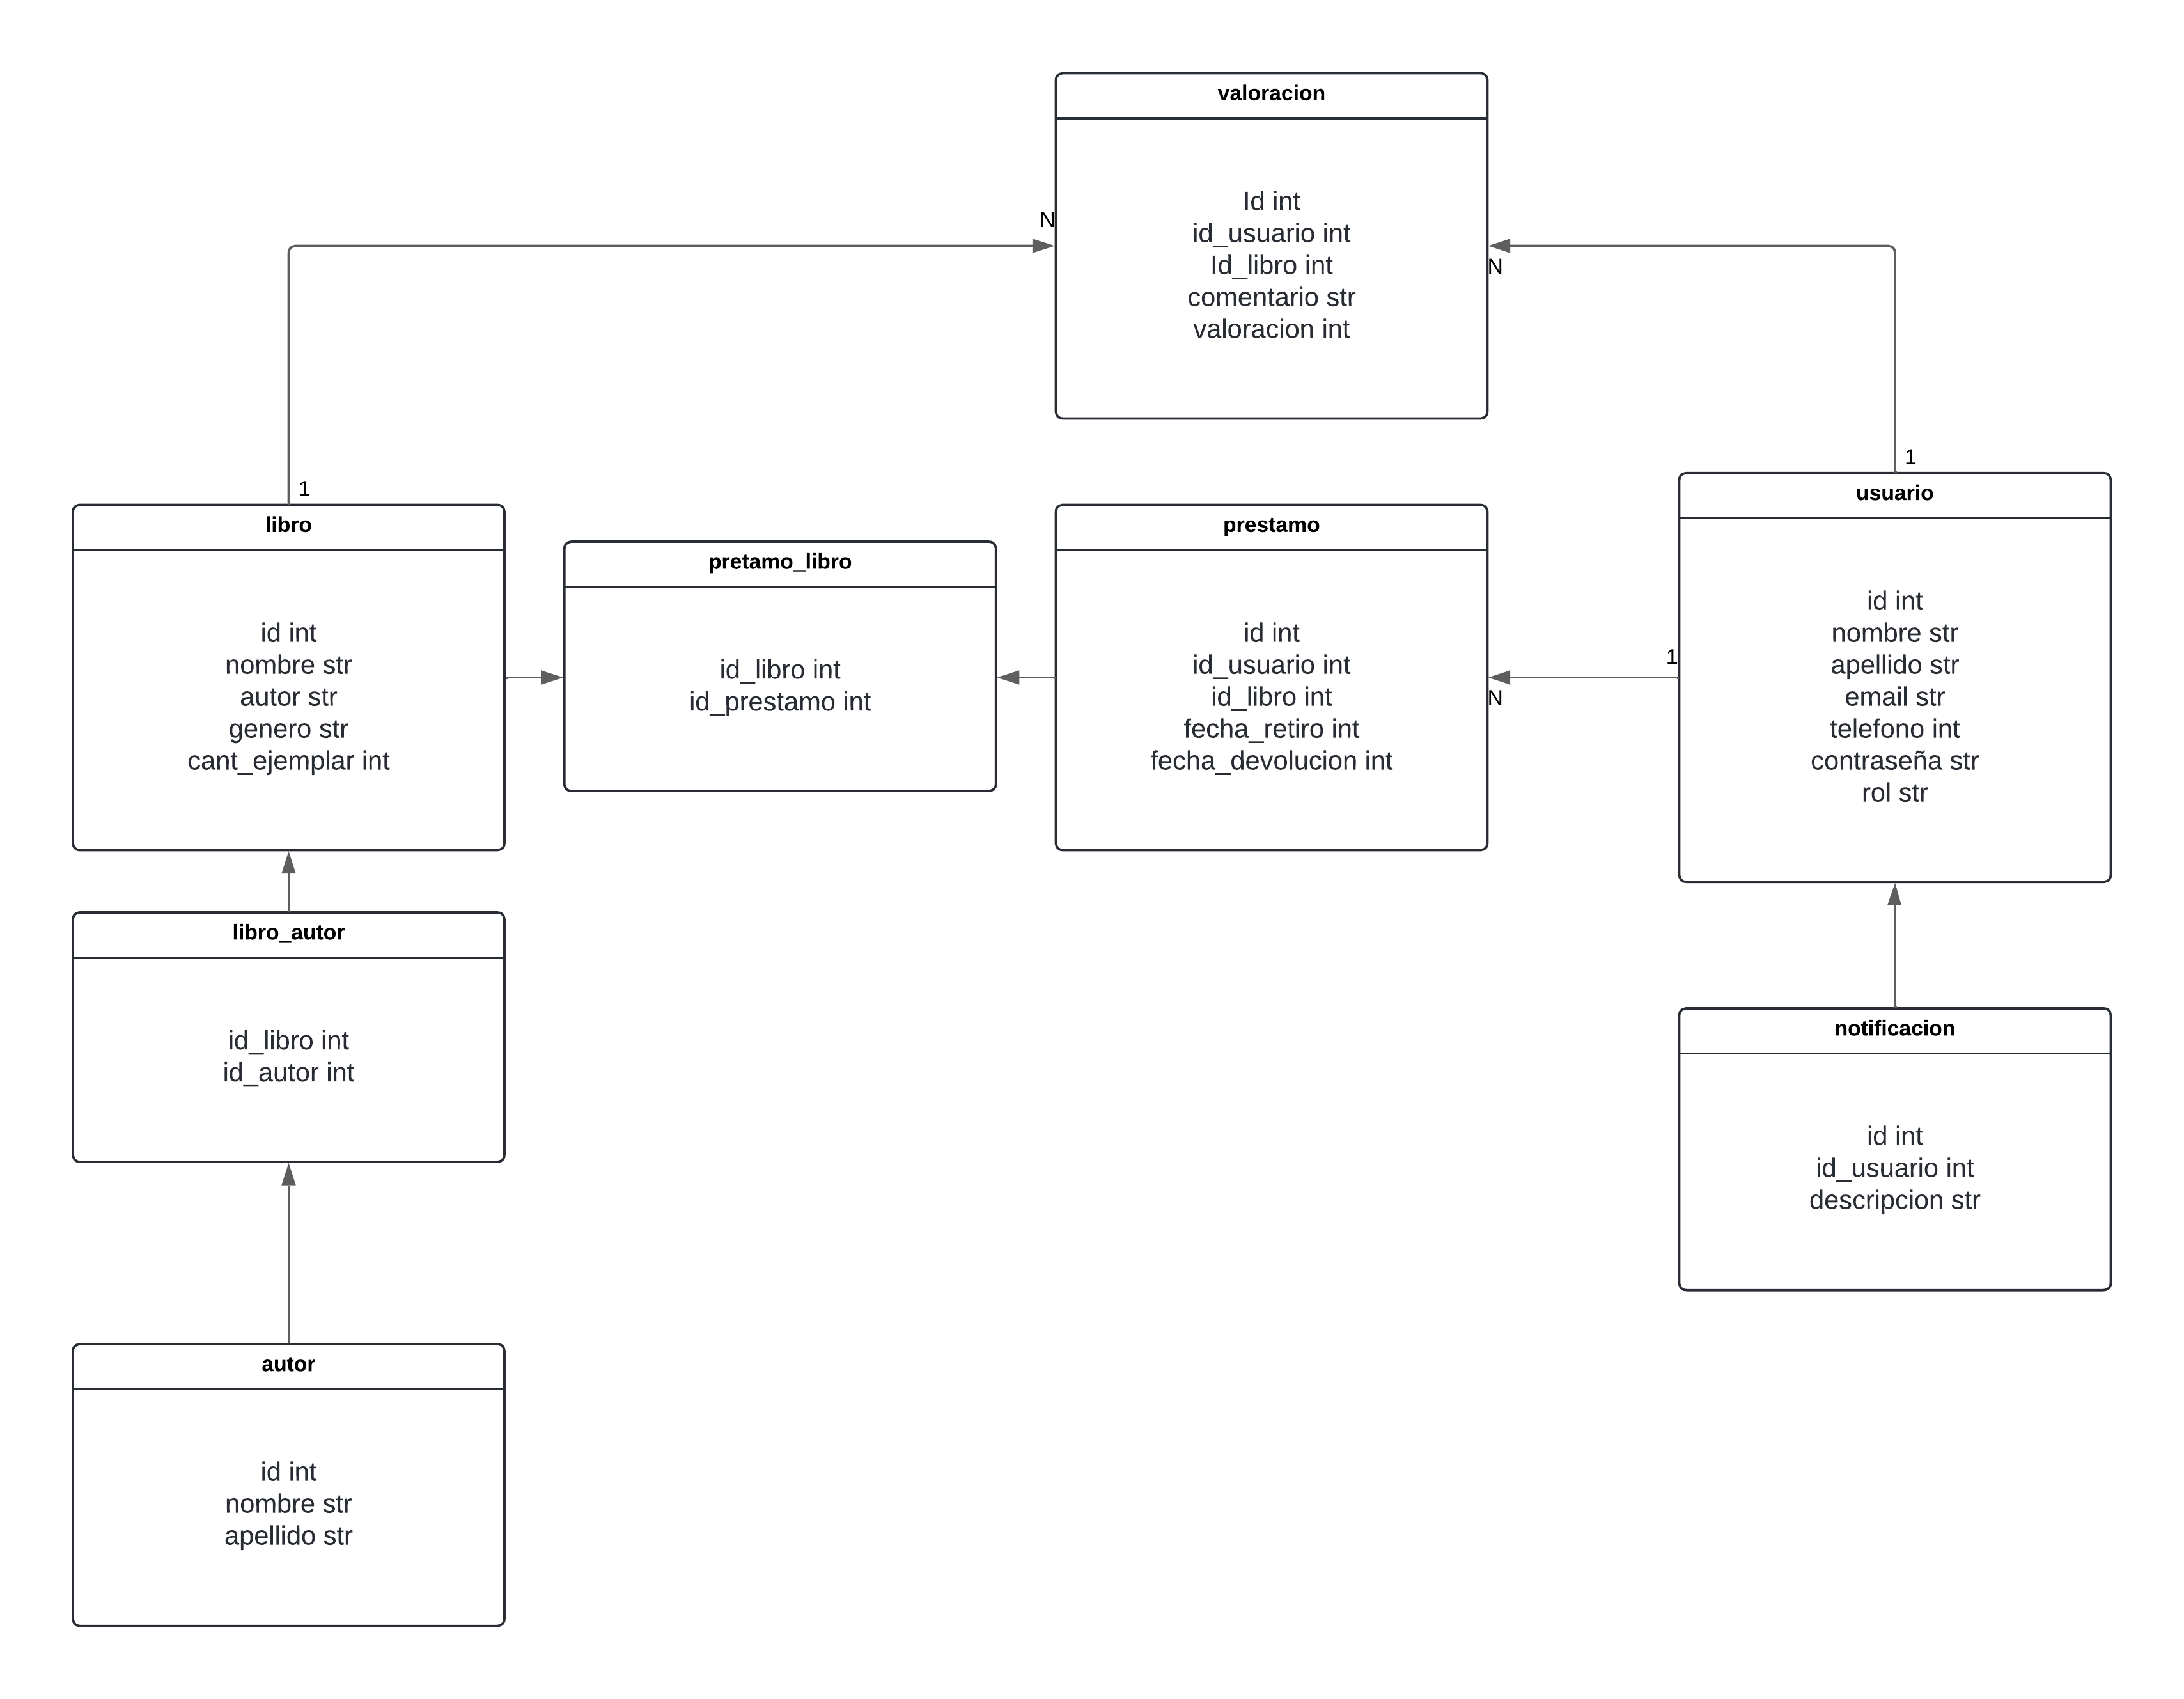 valoracion
Id int
id_usuario int
Id_libro int
comentario str
valoracion int
N
N
1
1
libro
id int
nombre str
autor str
genero str
cant_ejemplar int
pretamo_libro
id_libro int
id_prestamo int
prestamo
id int
id_usuario int
id_libro int
fecha_retiro int
fecha_devolucion int
N
1
usuario
id int
nombre str
apellido str
email str
telefono int
contraseña str
rol str
libro_autor
id_libro int
id_autor int
notificacion
id int
id_usuario int
descripcion str
autor
id int
nombre str
apellido str